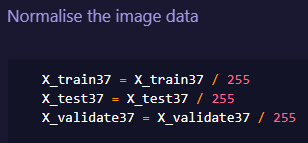 Normalise the image data
X_train37 = X_train37 / 255
X_test37 = X_test37 / 255
X_validate37 = X_validate37 / 255